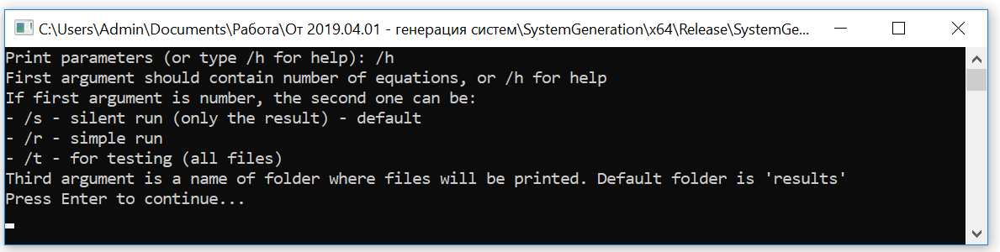 C:\Users\Admin\Documents\Работа\От 2019.04.01 - генерация систем\SystemGeneration\x64\Release\SystemGe...
Print parameters (or type /h for help): /h
First argument should contain number of equations, or /h for help
If first argument is number, the second one can be:
- /s - silent run (only the result) - default
- /r - simple run
- /t - for testing (all files)
Third argument is a name of folder where files will be printed. Default folder is 'results'
Press Enter to continue...